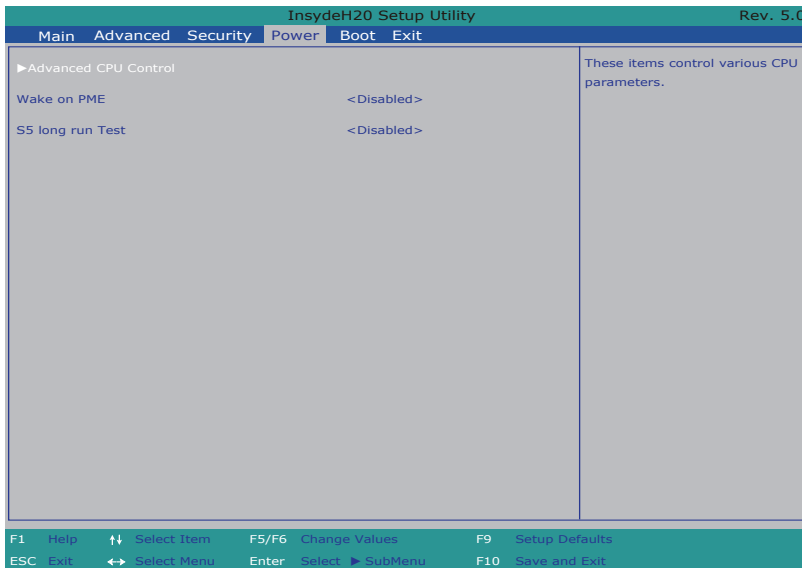 InsydeH20 Setup Utility Rev. 5.0
Main Advanced Security Power Boot Exit
►Advanced CPU Control
Wake on PME <Disabled>
S5 long run Test <Disabled>
These items control various CPU
parameters.
F1 Help ↑↓ Select Item F5/F6 Change Values F9 Setup Defaults
ESC Exit ↔ Select Menu Enter Select ► SubMenu F10 Save and Exit